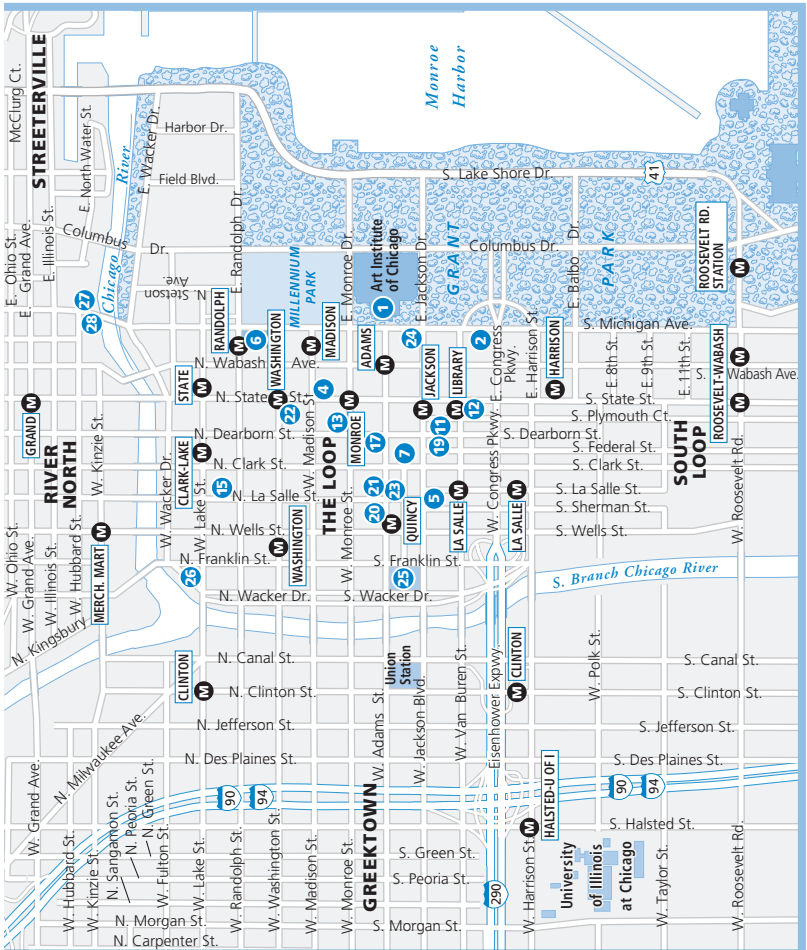 Monroe
Harbor
STREETERVILLE
McClurg Ct.
E. North Water St.
E. Wacker Dr.
River
Harbor Dr.
Field Blvd.
S. Lake Shore Dr.
41
E. Ohio St.
E. Grand Ave.
E. Illinois St.
Columbus
Dr.
Chicago River
N. Stetson
Ave.
E. Randolph Dr.
MILLENNIUM
PARK
E. Monroe Dr.
Art Institute
of Chicago
E. Jackson Dr.
GRANT
PARK
Columbus Dr.
E. Balbo Dr.
ROOSEVELT RD.
STATION
M
27
28
1
RANDOLPH
M
6
WASHINGTON
M
MADISON
ADAMS
M
24
2
E. Congress
Pkwy.
E. Harrison St.
HARRISON
M
S. Michigan Ave.
E. 8th St.
E. 9th St.
E. 11th St.
S. Wabash Ave.
M
ROOSEVELT-WABASH
M
N. Wabash Ave.
STATE
M
N. State St.
M
4
M
JACKSON
M
LIBRARY
M
12
S. State St.
S. Plymouth Ct.
GRAND
M
RIVER
NORTH
W. Kinzie St.
22
13
MONROE
17
19
11
7
N. Dearborn St.
S. Dearborn St.
S. Federal St.
CLARK-LAKE
M
N. Clark St.
S. Clark St.
W. Wacker Dr.
W. Lake St.
15
N. La Salle St.
W. Madison St.
THE LOOP
W. Monroe St.
21
23
20
5
M
QUINCY
LA SALLE
M
W. Congress Pkwy.
LA SALLE
M
S. La Salle St.
S. Sherman St.
S. Wells St.
SOUTH
LOOP
W. Roosevelt Rd.
W. Ohio St.
W. Grand Ave.
W. Illinois St.
W. Hubbard St.
MERCH. MART
M
N. Wells St.
WASHINGTON
M
N. Franklin St.
S. Franklin St.
26
25
N. Wacker Dr.
S. Wacker Dr.
S. Branch Chicago River
N. Kingsbury
N. Canal St.
Union
Station
S. Canal St.
CLINTON
M
N. Clinton St.
CLINTON
M
S. Clinton St.
W. Polk St.
N. Milwaukee Ave.
N. Jefferson St.
S. Jefferson St.
W. Adams St.
W. Jackson Blvd.
W. Van Buren St.
Eisenhower Expwy.
N. Des Plaines St.
S. Des Plaines St.
90
94
90
94
W. Grand Ave.
W. Hubbard St.
W. Kinzie St.
N. Sangamon St.
N. Peoria St.
N. Green St.
W. Fulton St.
W. Lake St.
W. Randolph St.
W. Washington St.
W. Madison St.
W. Monroe St.
GREEKTOWN
S. Green St.
S. Peoria St.
HALSTED-U OF I
M
S. Halsted St.
W. Harrison St.
290
University
of Illinois
at Chicago
W. Taylor St.
W. Roosevelt Rd.
N. Morgan St.
N. Carpenter St.
S. Morgan St.